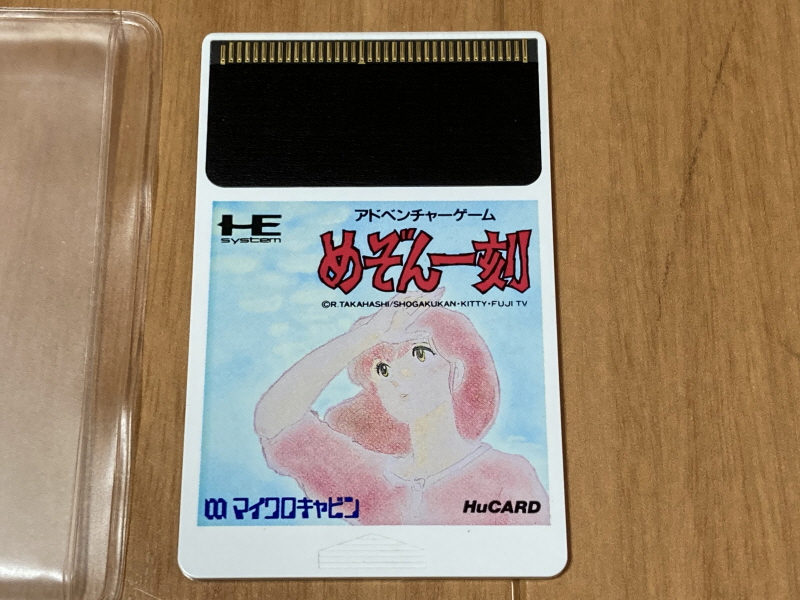 HE
system
アドベンチャーゲーム
めぞん一刻
©R.TAKAHASHI/SHOGAKUKAN・KITTY・FUJI TV
マイクロキャビン
HuCARD